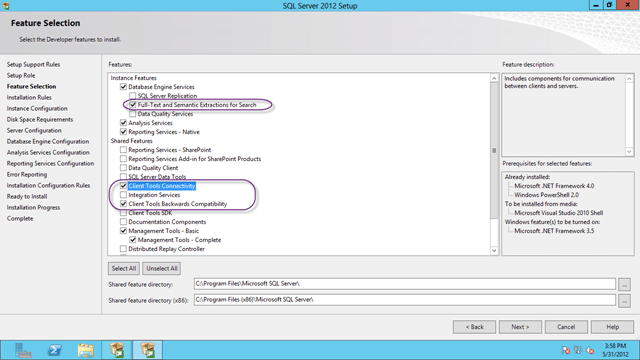 SQL Server 2012 Setup
Feature Selection
Select the Developer features to install.
Setup Support Rules
Setup Role
Feature Selection
Installation Rules
Instance Configuration
Disk Space Requirements
Server Configuration
Database Engine Configuration
Analysis Services Configuration
Reporting Services Configuration
Error Reporting
Installation Configuration Rules
Ready to Install
Installation Progress
Complete
Features:
Instance Features
Database Engine Services
SQL Server Replication
Full-Text and Semantic Extractions for Search
Data Quality Services
Analysis Services
Reporting Services - Native
Shared Features
Reporting Services - SharePoint
Reporting Services Add-in for SharePoint Products
Data Quality Client
SQL Server Data Tools
Client Tools Connectivity
Integration Services
Client Tools Backwards Compatibility
Client Tools SDK
Documentation Components
Management Tools - Basic
Management Tools - Complete
Distributed Replay Controller
Feature description:
Includes components for communication
between clients and servers.
Prerequisites for selected features:
Already installed:
Microsoft .NET Framework 4.0
Windows PowerShell 2.0
To be installed from media:
Microsoft Visual Studio 2010 Shell
Windows feature(s) to be turned on:
Microsoft .NET Framework 3.5
Select All
Unselect All
Shared feature directory:
C:\Program Files\Microsoft SQL Server\
...
Shared feature directory (x86):
C:\Program Files (x86)\Microsoft SQL Server\
...
< Back
Next >
Cancel
Help
3:58 PM
5/31/2012